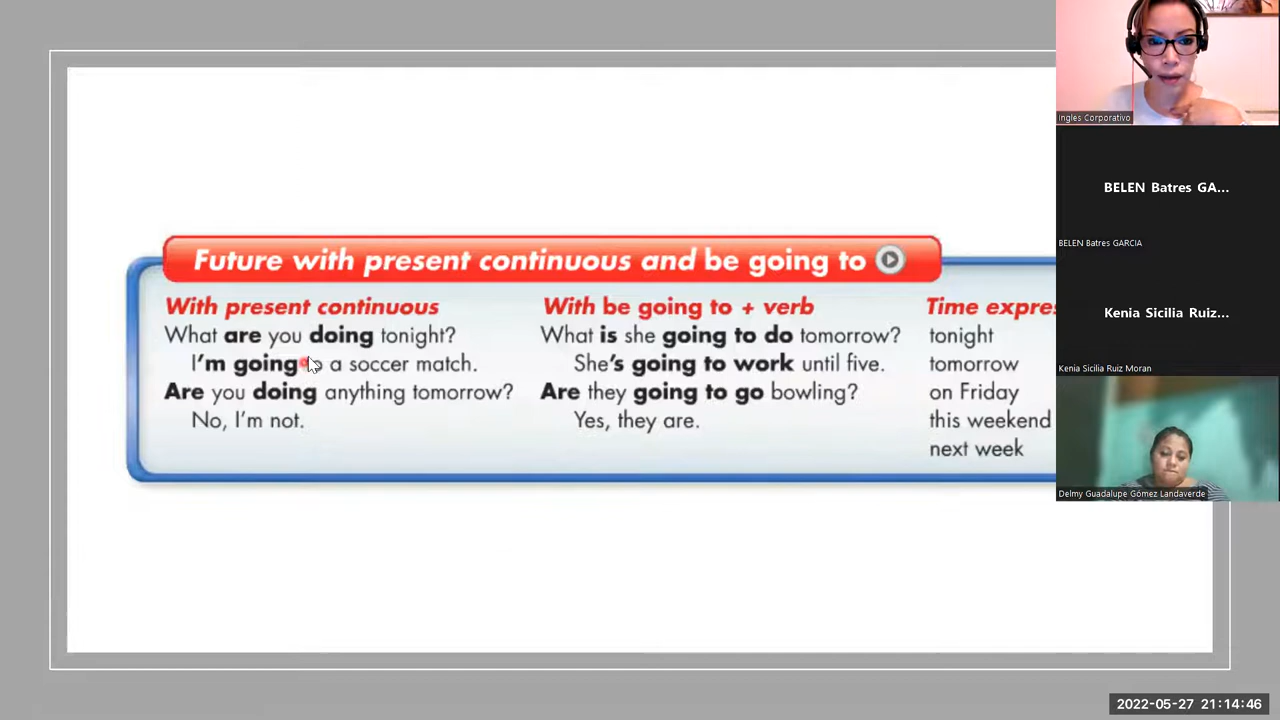 Future with present continuous and be going to
With present continuous
What are you doing tonight?
I'm going a soccer match.
Are you doing anything tomorrow?
No, I'm not.
With be going to + verb
What is she going to do tomorrow?
She's going to work until five.
Are they going to go bowling?
Yes, they are.
Time expre
tonight
tomorrow
on Friday
this weekend
next week
Ingles Corporativo
BELEN Batres GA...
BELEN Batres GARCIA
Kenia Sicilia Ruiz...
Kenia Sicilia Ruiz Moran
Delmy Guadalupe Gómez Landaverde
2022-05-27 21:14:46